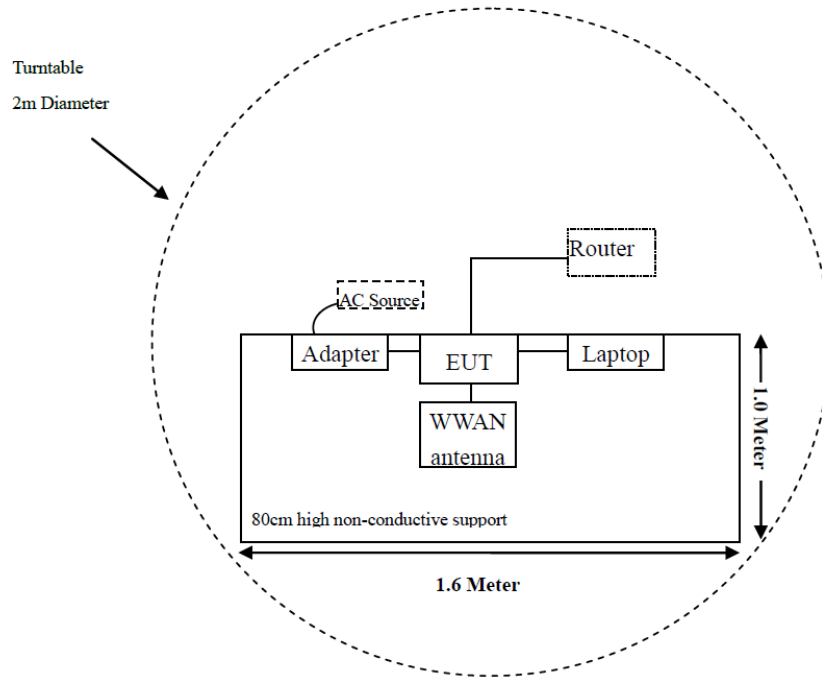 Turntable
2m Diameter
Router
AC Source
Adapter
EUT
Laptop
WWAN
antenna
1.0 Meter
80cm high non-conductive support
1.6 Meter